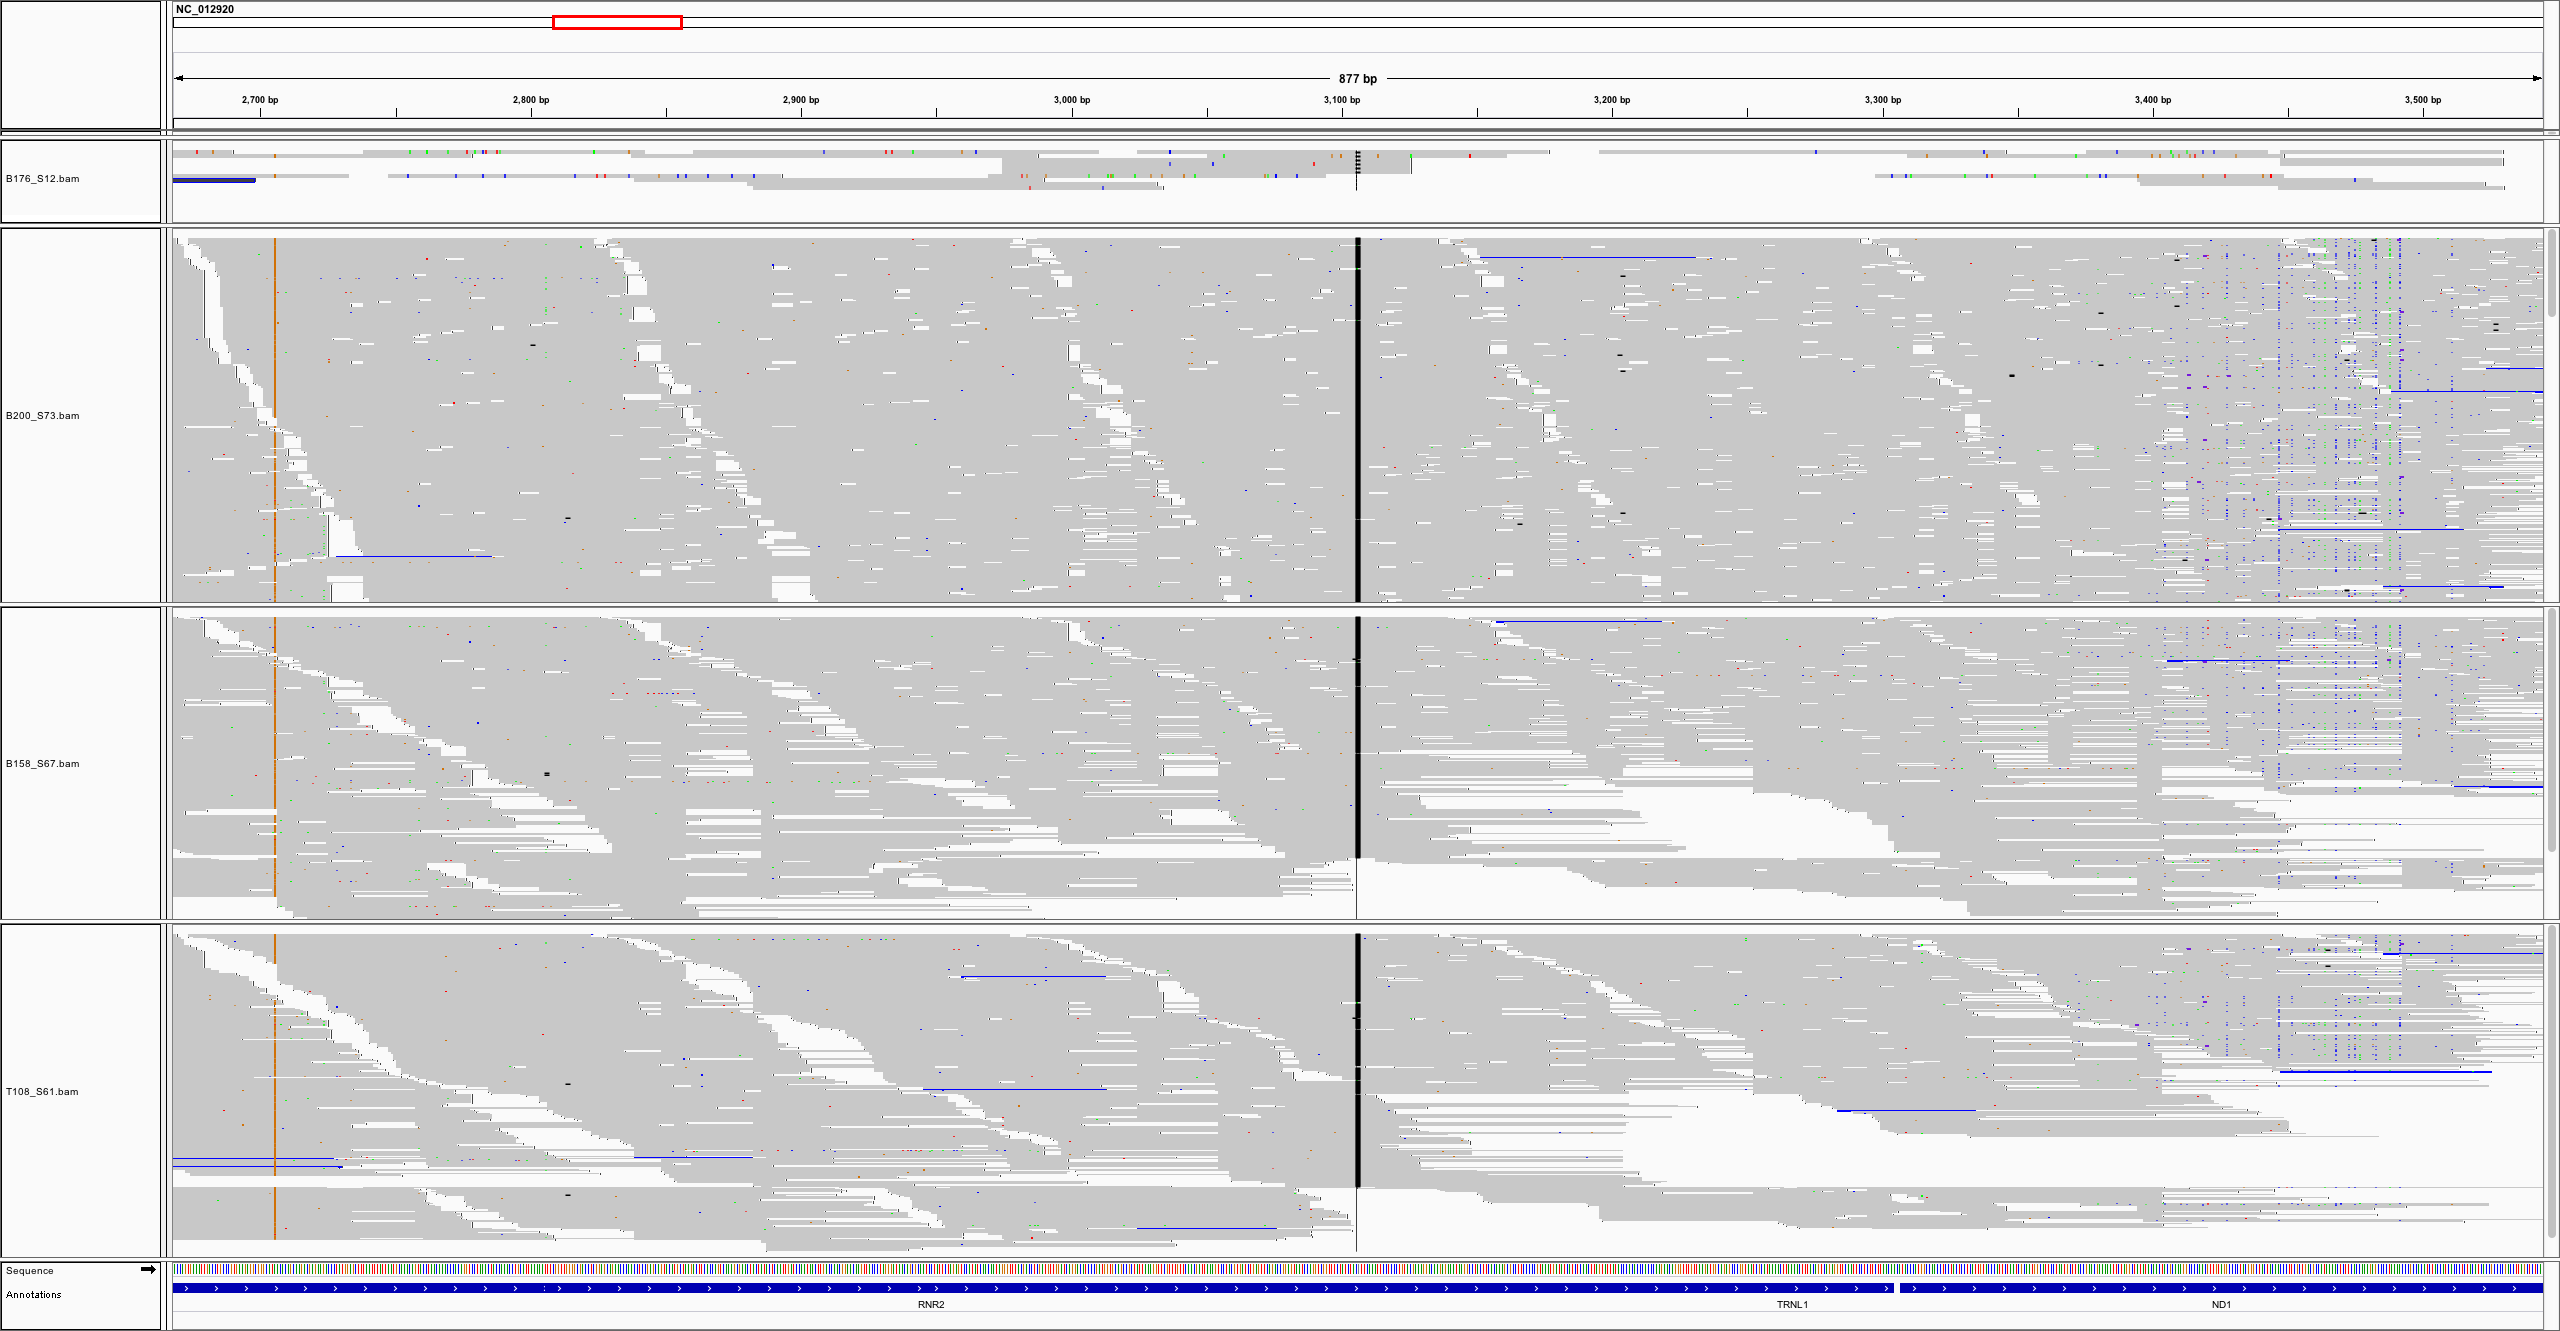 NC_012920
877 bp
2,700 bp 2,800 bp 2,900 bp 3,000 bp 3,100 bp 3,200 bp 3,300 bp 3,400 bp 3,500 bp
B176_S12.bam
B200_S73.bam
B158_S67.bam
T108_S61.bam
Sequence
Annotations
RNR2 TRNL1 ND1